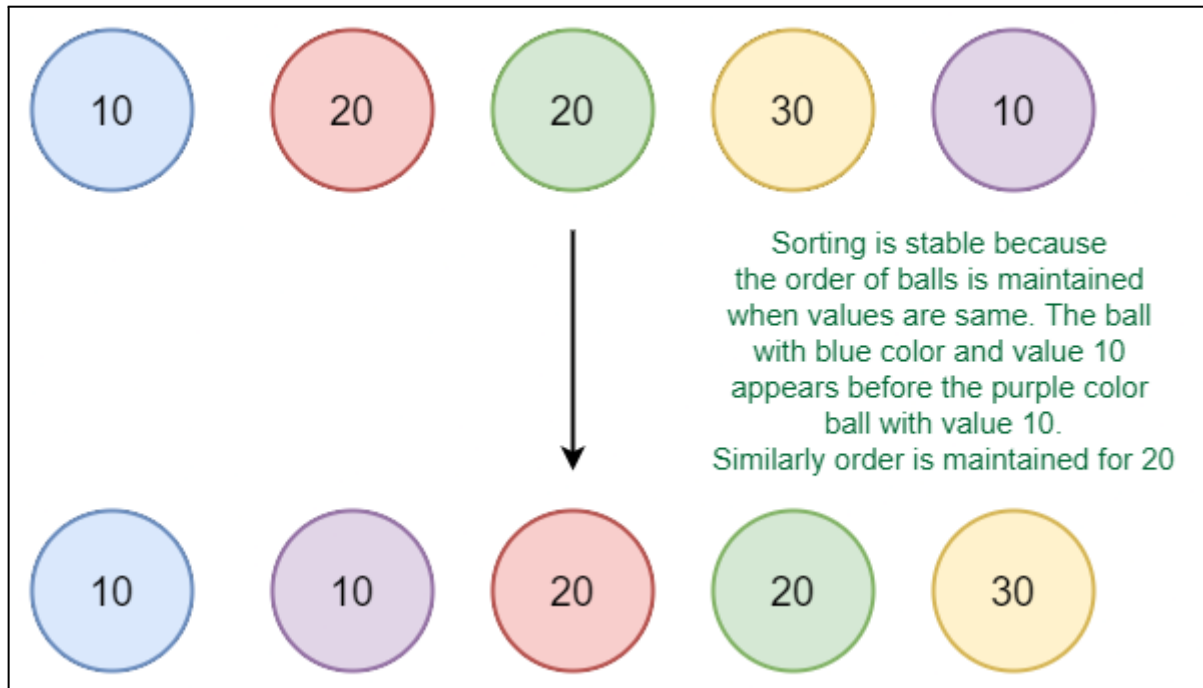 10 20 20 30 10
Sorting is stable because
the order of balls is maintained
when values are same. The ball
with blue color and value 10
appears before the purple color
ball with value 10.
Similarly order is maintained for 20
10 10 20 20 30